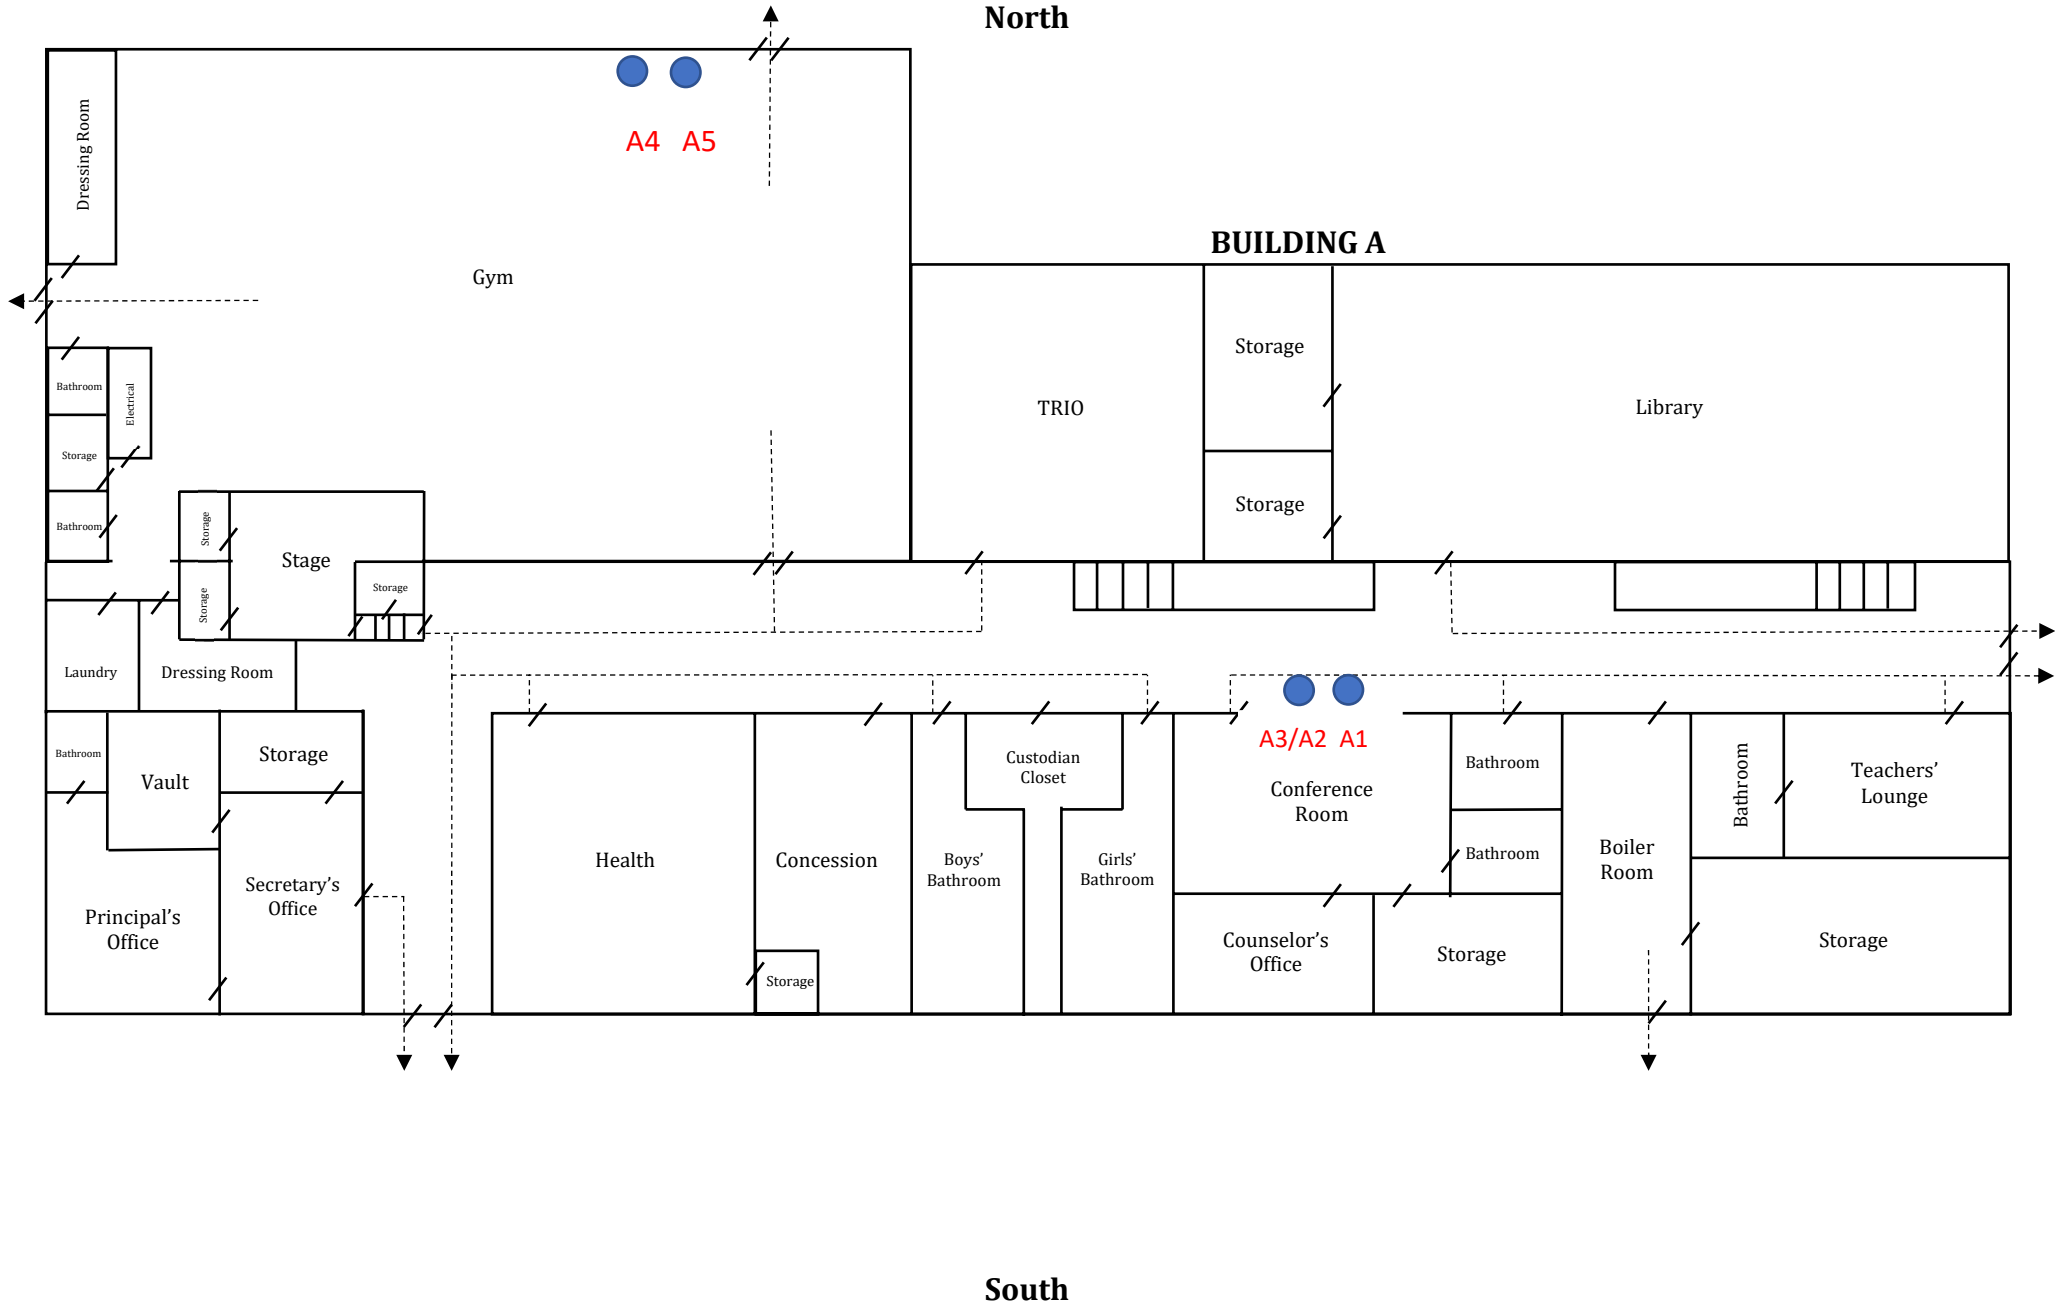 North
A4 A5
Dressing Room
BUILDING A
Gym
Storage
Bathroom
Electrical
TRIO
Library
Storage
Storage
Bathroom
Storage
Stage
Storage
Storage
Laundry
Dressing Room
A3/A2 A1
Bathroom
Vault
Storage
Custodian
Closet
Conference
Room
Bathroom
Bathroom
Teachers'
Lounge
Health
Concession
Boys'
Bathroom
Girls'
Bathroom
Bathroom
Boiler
Room
Secretary's
Office
Principal's
Office
Storage
Counselor's
Office
Storage
Storage
South